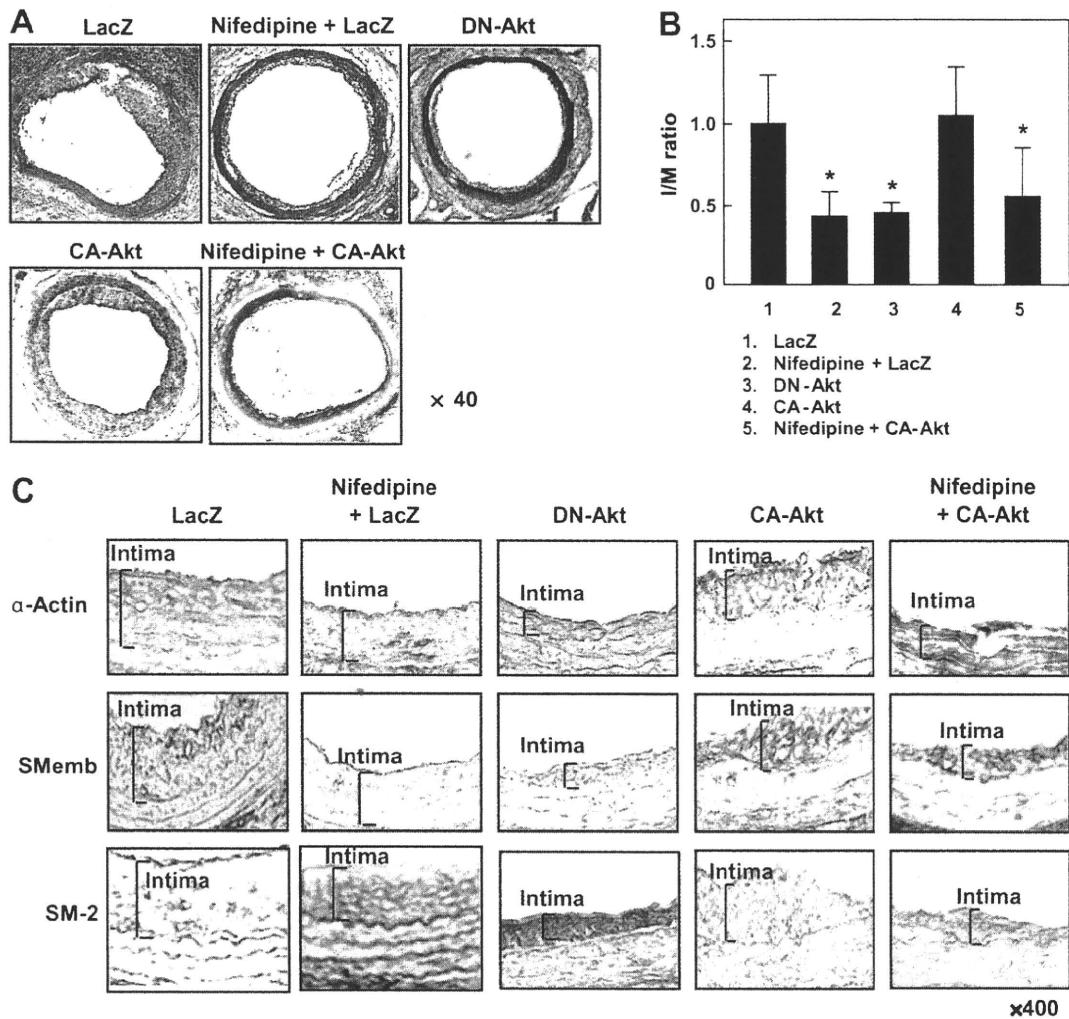 A
LacZ
Nifedipine + LacZ
DN-Akt
CA-Akt
Nifedipine + CA-Akt
× 40
B
1.5
1.0
0.5
0
I/M ratio
*
*
*
1 2 3 4 5
1. LacZ
2. Nifedipine + LacZ
3. DN-Akt
4. CA-Akt
5. Nifedipine + CA-Akt
C
LacZ
Nifedipine
+ LacZ
DN-Akt
CA-Akt
Nifedipine
+ CA-Akt
α-Actin
Intima
Intima
Intima
Intima
Intima
SMemb
Intima
Intima
Intima
Intima
Intima
SM-2
Intima
Intima
Intima
Intima
Intima
×400